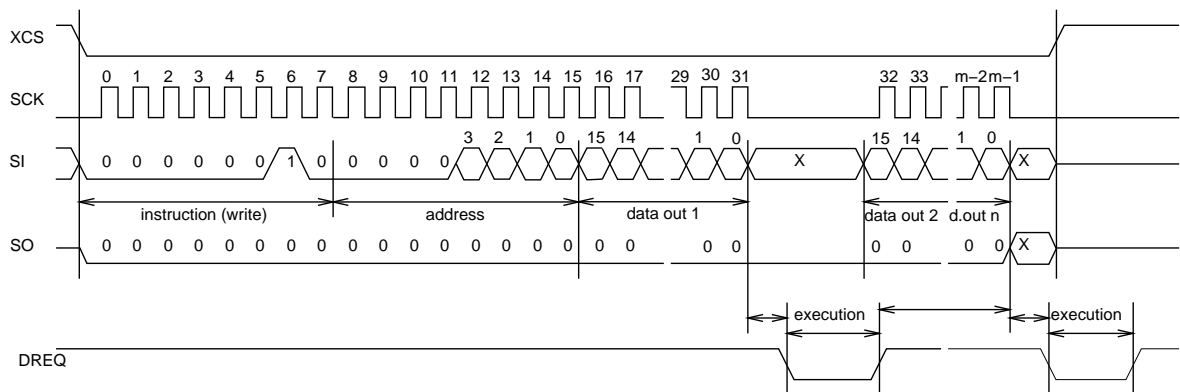 XCS
0 1 2 3 4 5 6 7 8 9 10 11 12 13 14 15 16 17 29 30 31 32 33 m−2 m−1
SCK
3 2 1 0 15 14 1 0 15 14 1 0
SI 0 0 0 0 0 0 1 0 0 0 0 0 X X
instruction (write) address data out 1 data out 2 d.out n
SO 0 0 0 0 0 0 0 0 0 0 0 0 0 0 0 0 0 0 0 0 0 0 0 0 X
execution execution
DREQ